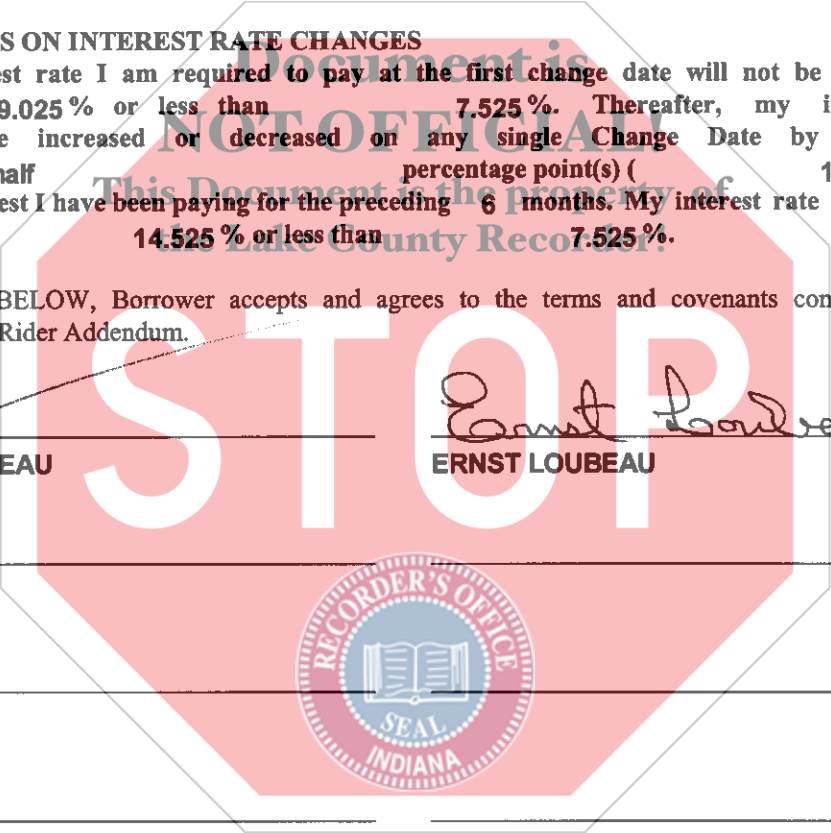 S ON INTEREST RATE CHANGES
est rate I am required to pay at the first change date will not be
9.025 % or less than 7.525 %. Thereafter, my i
e increased or decreased on any single Change Date by
half percentage point(s) ( 1
est I have been paying for the preceding 6 months. My interest rate
14.525 % or less than 7.525 %.
Document is
NOT OFFICIAL!
This Document is the property of
the Lake County Recorder!
BELOW, Borrower accepts and agrees to the terms and covenants con
Rider Addendum.
STOP
Ernst Loube
EAU ERNST LOUBEAU
RECORDER'S OFFICE
SEAL
INDIANA